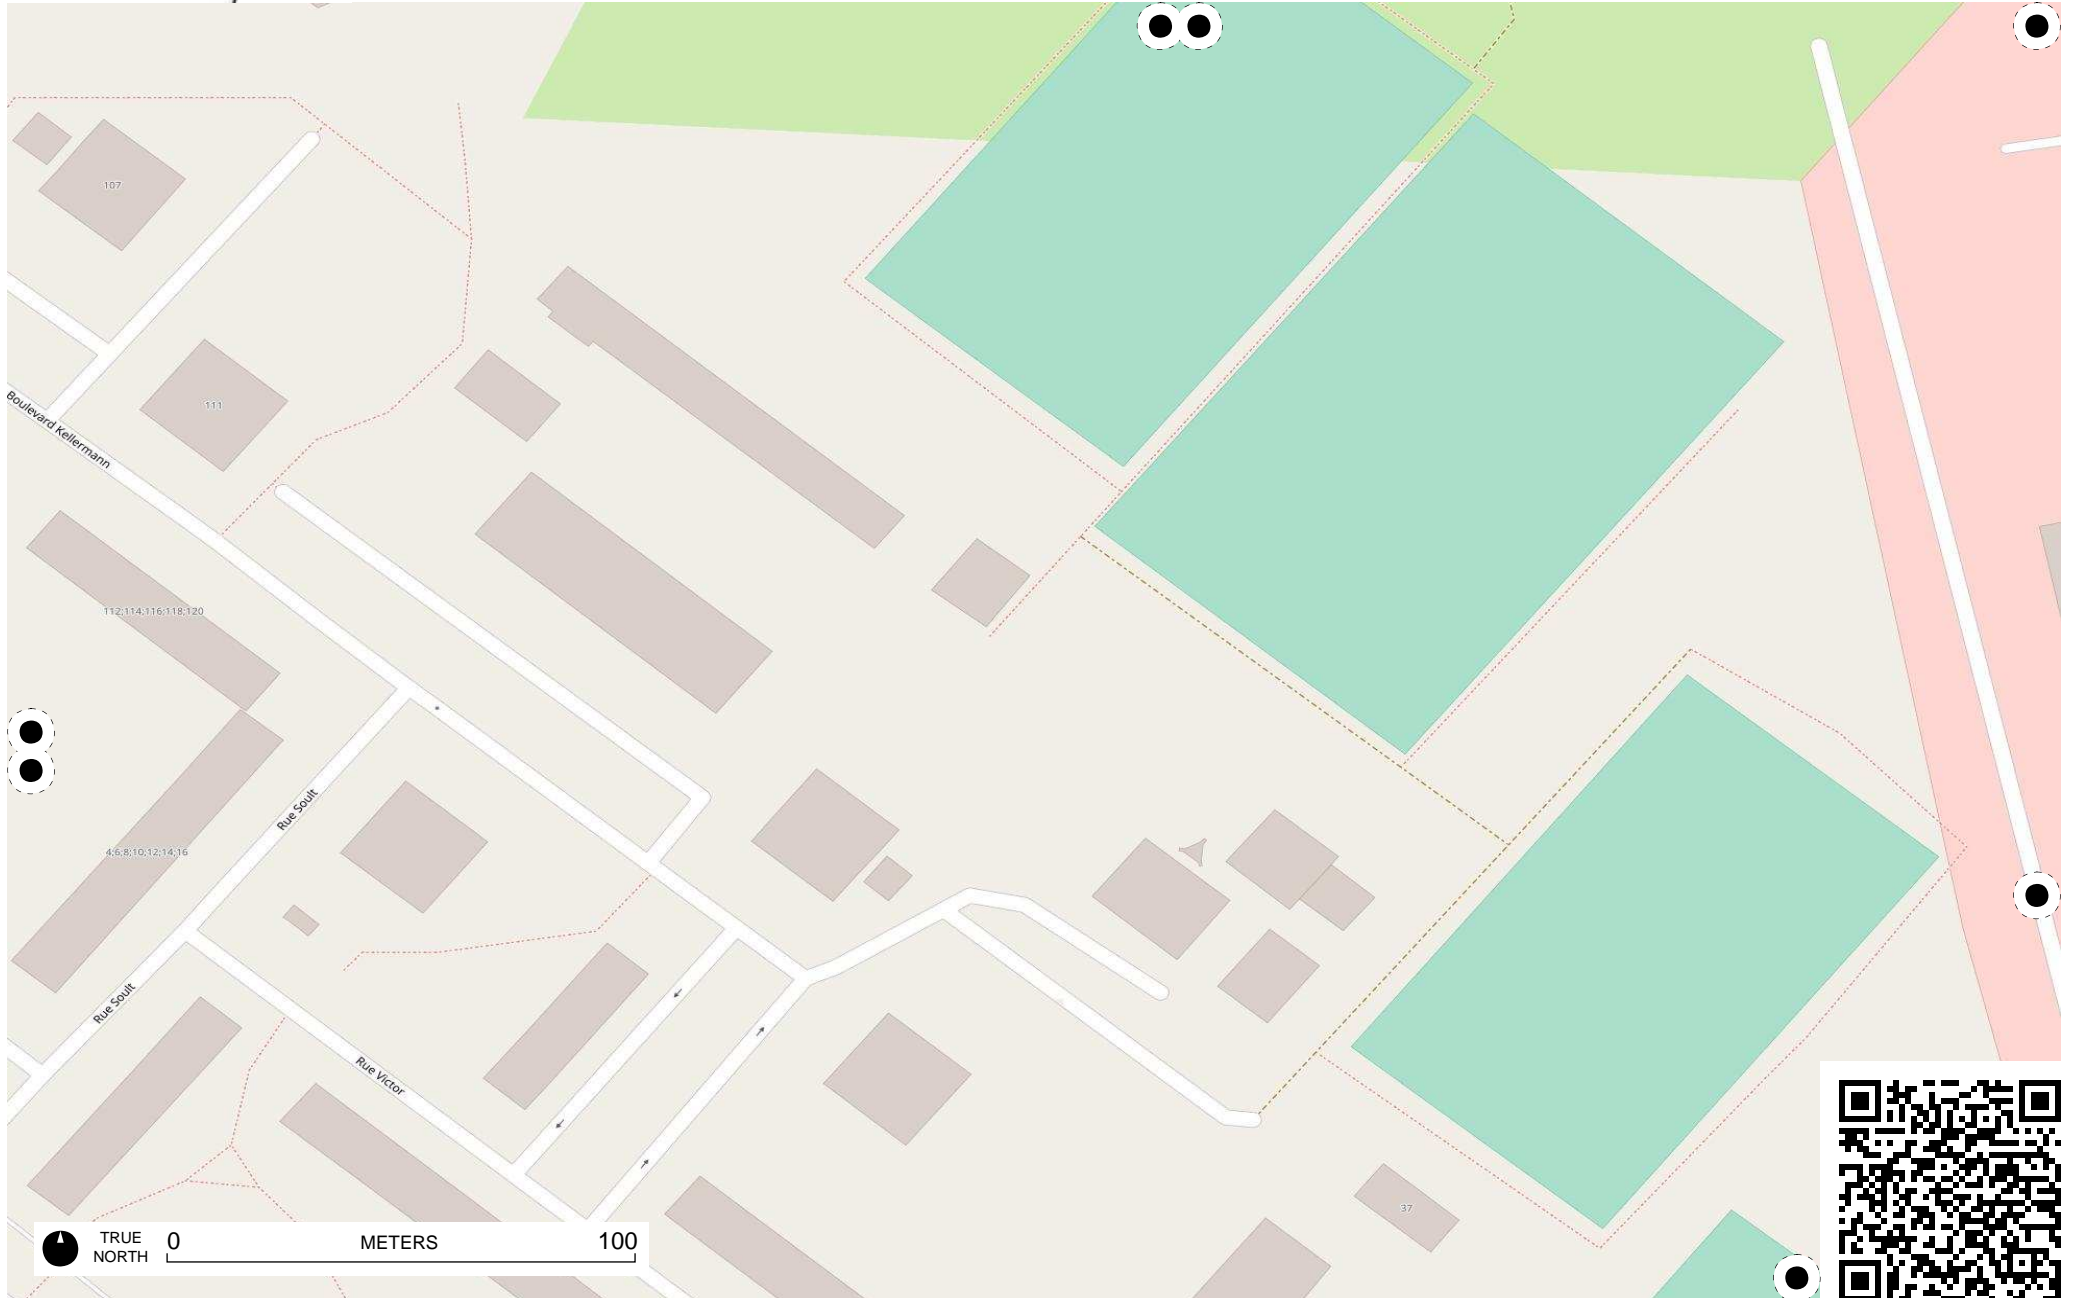 107
111
Boulevard Kellermann
112;114;116;118;120
Rue Soult
4;6;8;10;12;14;16
Rue Soult
Rue Victor
37
TRUE
NORTH
0
METERS
100